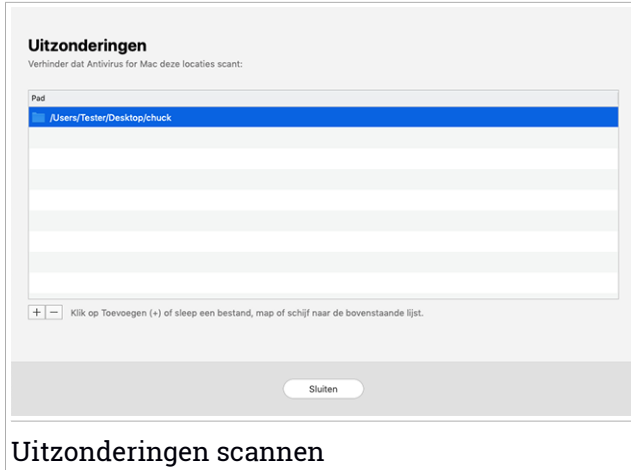 Uitzonderingen
Verhinder dat Antivirus for Mac deze locaties scant:
Pad
/Users/Tester/Desktop/chuck
+ − Klik op Toevoegen (+) of sleep een bestand, map of schijf naar de bovenstaande lijst.
Sluiten
Uitzonderingen scannen